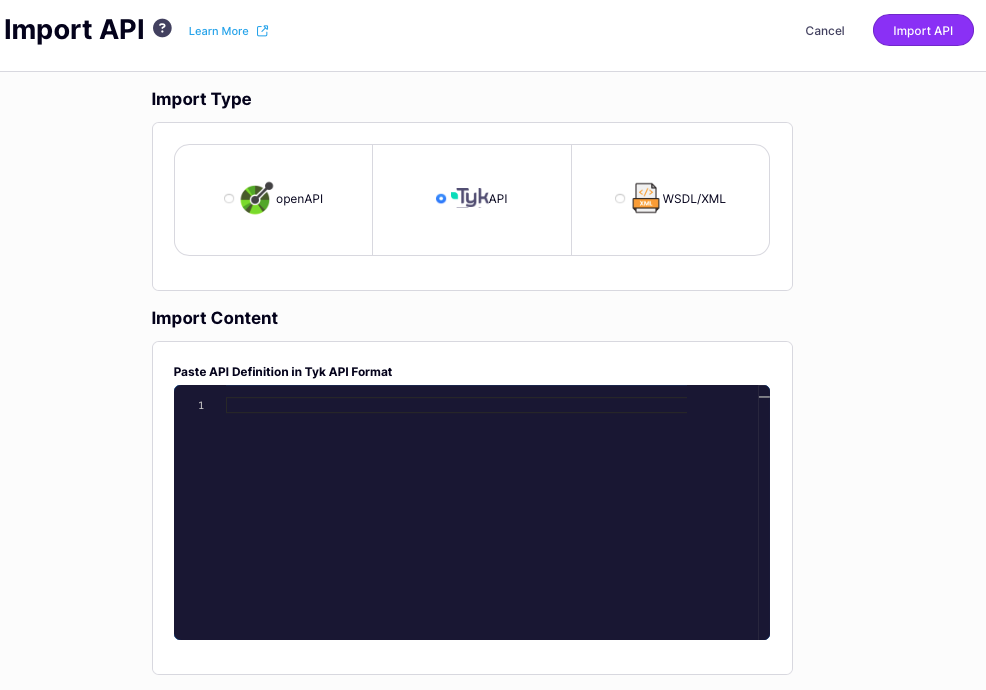 Import API ?
Learn More
Cancel
Import API
Import Type
openAPI
Tyk API
</> XML WSDL/XML
Import Content
Paste API Definition in Tyk API Format
1